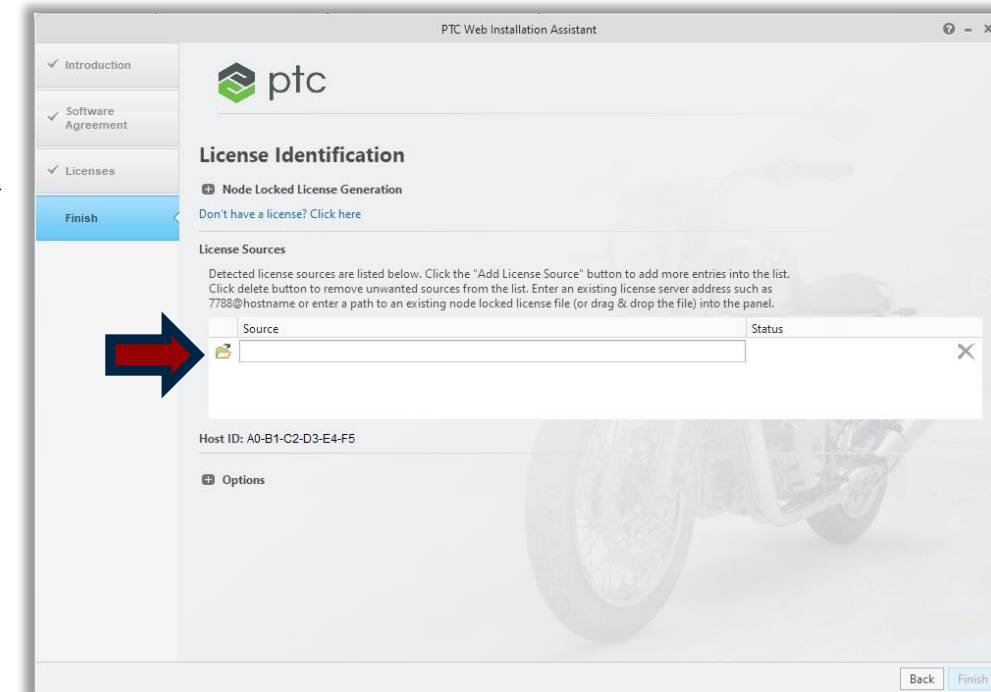 PTC Web Installation Assistant
Introduction
Software
Agreement
Licenses
Finish
ptc
License Identification
Node Locked License Generation
Don't have a license? Click here
License Sources
Detected license sources are listed below. Click the "Add License Source" button to add more entries into the list.
Click delete button to remove unwanted sources from the list. Enter an existing license server address such as
7788@hostname or enter a path to an existing node locked license file (or drag & drop the file) into the panel.
Source Status
Host ID: A0-B1-C2-D3-E4-F5
Options
Back Finish